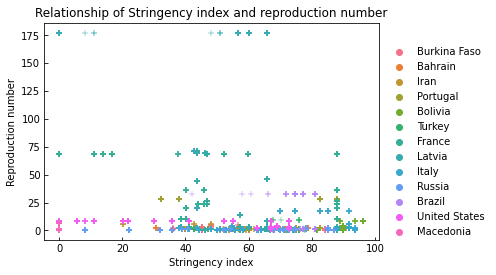 Relationship of Stringency index and reproduction number
175
150
125
100
75
50
25
0
Reproduction number
0 20 40 60 80 100
Stringency index
Burkina Faso
Bahrain
Iran
Portugal
Bolivia
Turkey
France
Latvia
Italy
Russia
Brazil
United States
Macedonia